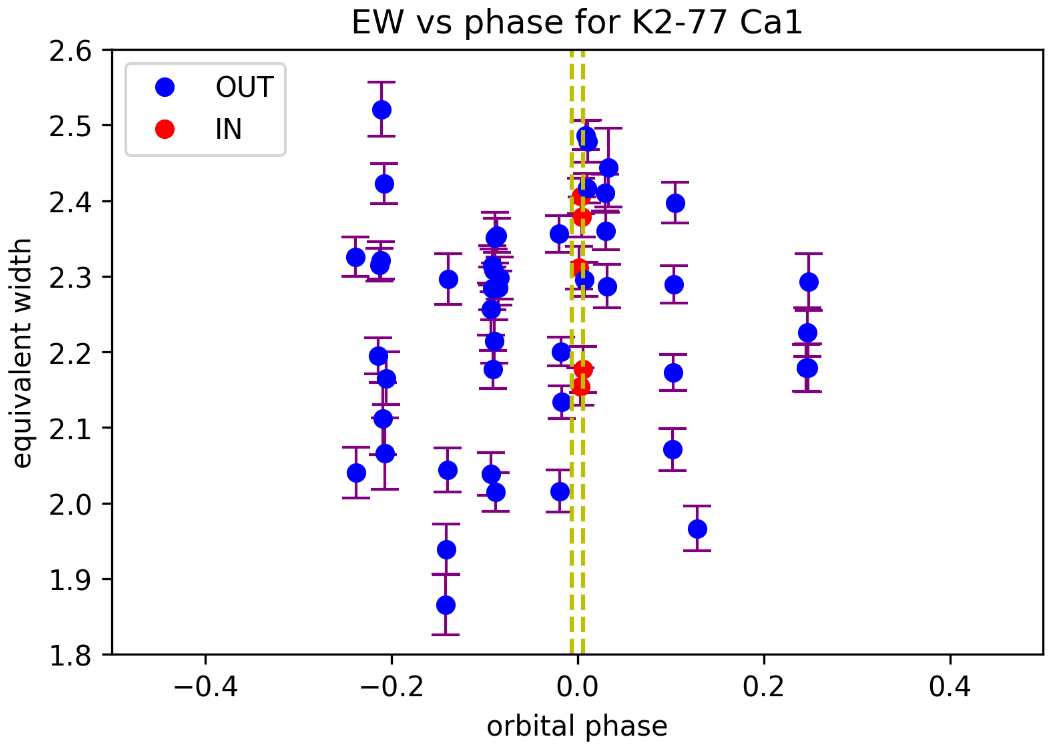 EW vs phase for K2-77 Ca1
OUT
IN
equivalent width
2.6
2.5
2.4
2.3
2.2
2.1
2.0
1.9
1.8
−0.4 −0.2 0.0 0.2 0.4
orbital phase